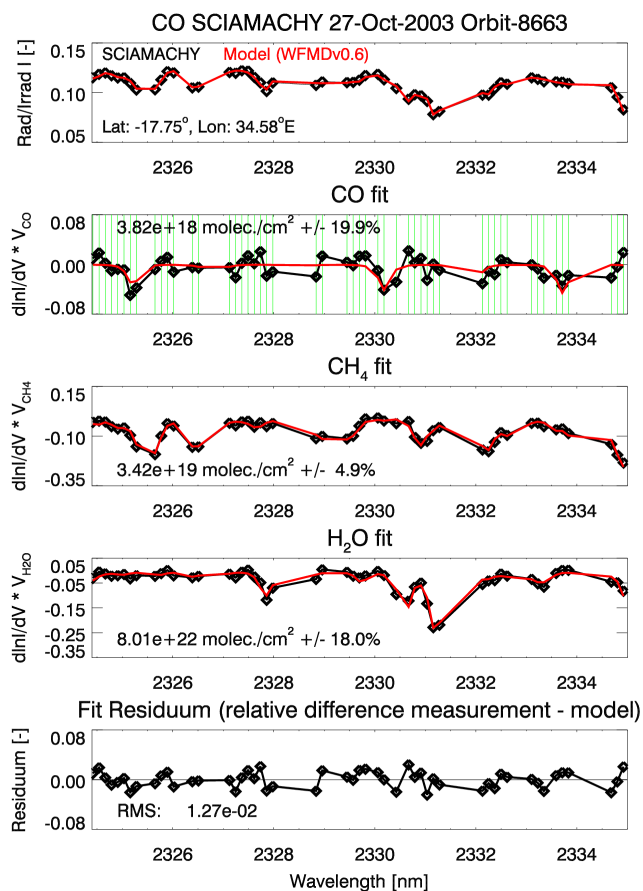 CO SCIAMACHY 27-Oct-2003 Orbit-8663
Rad/Irrad I [-]
0.15
0.10
0.05
SCIAMACHY Model (WFMDv0.6)
Lat: -17.75°, Lon: 34.58°E
2326 2328 2330 2332 2334
CO fit
dlnI/dV * V_CO
0.08
0.00
-0.08
3.82e+18 molec./cm² +/- 19.9%
2326 2328 2330 2332 2334
CH₄ fit
dlnI/dV * V_CH4
0.15
-0.10
-0.35
3.42e+19 molec./cm² +/- 4.9%
2326 2328 2330 2332 2334
H₂O fit
dlnI/dV * V_H2O
0.05
-0.05
-0.15
-0.25
-0.35
8.01e+22 molec./cm² +/- 18.0%
2326 2328 2330 2332 2334
Fit Residuum (relative difference measurement - model)
Residuum [-]
0.08
0.00
-0.08
RMS: 1.27e-02
2326 2328 2330 2332 2334
Wavelength [nm]